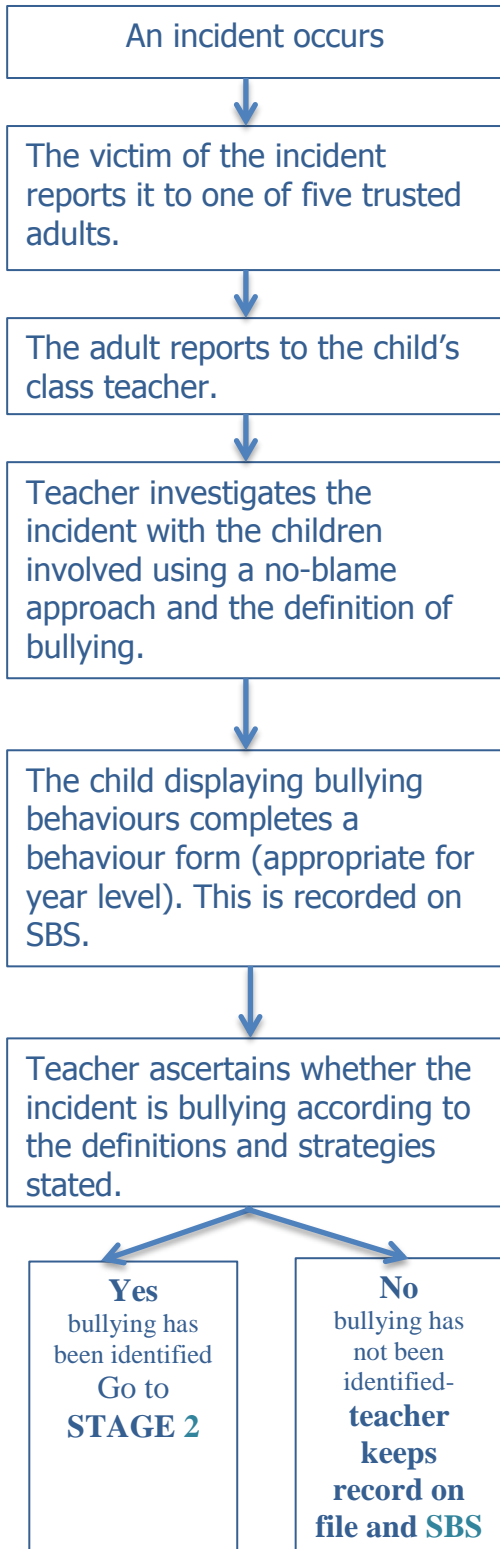 An incident occurs
The victim of the incident
reports it to one of five trusted
adults.
The adult reports to the child’s
class teacher.
Teacher investigates the
incident with the children
involved using a no-blame
approach and the definition of
bullying.
The child displaying bullying
behaviours completes a
behaviour form (appropriate for
year level). This is recorded on
SBS.
Teacher ascertains whether the
incident is bullying according to
the definitions and strategies
stated.
Yes
bullying has
been identified
Go to
STAGE 2
No
bullying has
not been
identified-
teacher
keeps
record on
file and SBS